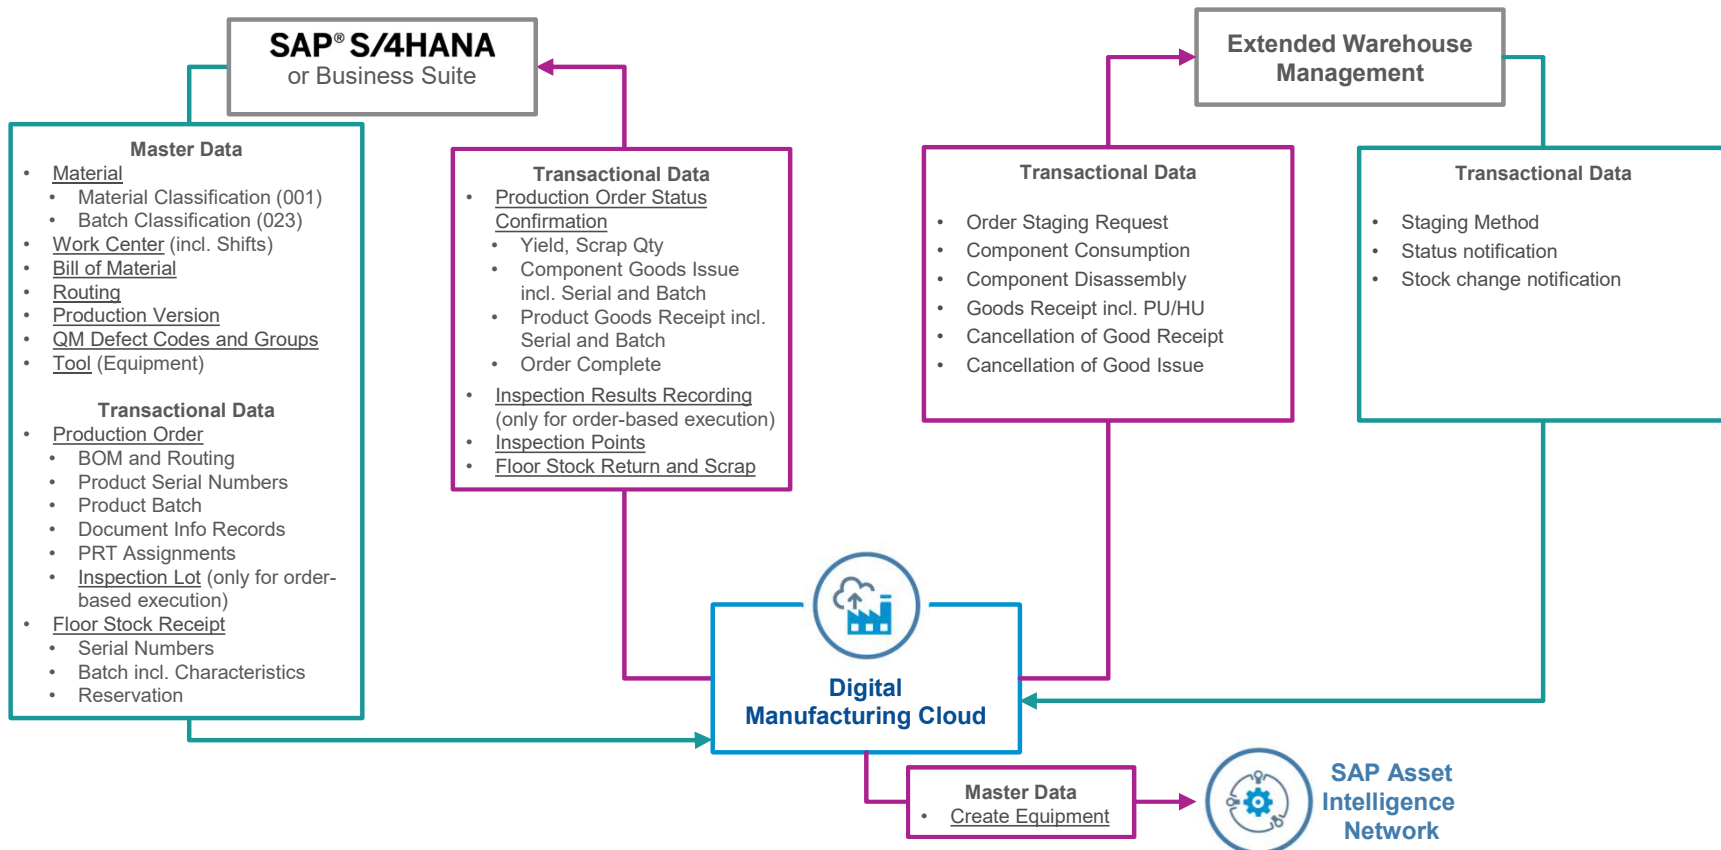 SAP® S/4HANA
or Business Suite
Extended Warehouse
Management
Master Data
• Material
• Material Classification (001)
• Batch Classification (023)
• Work Center (incl. Shifts)
• Bill of Material
• Routing
• Production Version
• QM Defect Codes and Groups
• Tool (Equipment)
Transactional Data
• Production Order
• BOM and Routing
• Product Serial Numbers
• Product Batch
• Document Info Records
• PRT Assignments
• Inspection Lot (only for order-
based execution)
• Floor Stock Receipt
• Serial Numbers
• Batch incl. Characteristics
• Reservation
Transactional Data
• Production Order Status
Confirmation
• Yield, Scrap Qty
• Component Goods Issue
incl. Serial and Batch
• Product Goods Receipt incl.
Serial and Batch
• Order Complete
• Inspection Results Recording
(only for order-based execution)
• Inspection Points
• Floor Stock Return and Scrap
Transactional Data
• Order Staging Request
• Component Consumption
• Component Disassembly
• Goods Receipt incl. PU/HU
• Cancellation of Good Receipt
• Cancellation of Good Issue
Transactional Data
• Staging Method
• Status notification
• Stock change notification
Digital
Manufacturing Cloud
Master Data
• Create Equipment
SAP Asset
Intelligence
Network